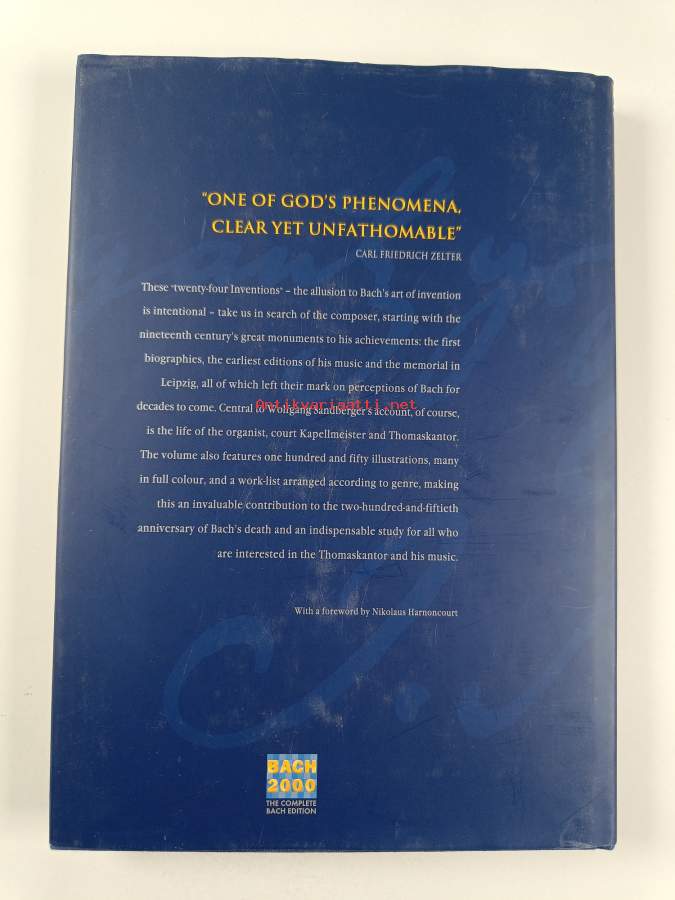 "ONE OF GOD'S PHENOMENA,
CLEAR YET UNFATHOMABLE"
CARL FRIEDRICH ZELTER
These "twenty-four Inventions" – the allusion to Bach's art of invention
is intentional – take us in search of the composer, starting with the
nineteenth century's great monuments to his achievements: the first
biographies, the earliest editions of his music and the memorial in
Leipzig, all of which left their mark on perceptions of Bach for
Antikvariaatti.net
decades to come. Central to Wolfgang Sandberger's account, of course,
is the life of the organist, court Kapellmeister and Thomaskantor.
The volume also features one hundred and fifty illustrations, many
in full colour, and a work-list arranged according to genre, making
this an invaluable contribution to the two-hundred-and-fiftieth
anniversary of Bach's death and an indispensable study for all who
are interested in the Thomaskantor and his music.
With a foreword by Nikolaus Harnoncourt
BACH
2000
THE COMPLETE
BACH EDITION